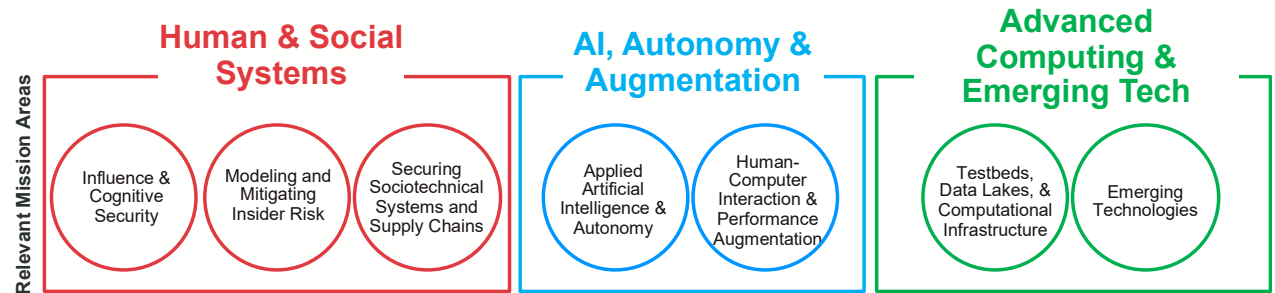 Relevant Mission Areas
Human & Social
Systems
Influence &
Cognitive
Security
Modeling and
Mitigating
Insider Risk
Securing
Sociotechnical
Systems and
Supply Chains
AI, Autonomy &
Augmentation
Applied
Artificial
Intelligence &
Autonomy
Human-
Computer
Interaction &
Performance
Augmentation
Advanced
Computing &
Emerging Tech
Testbeds,
Data Lakes, &
Computational
Infrastructure
Emerging
Technologies